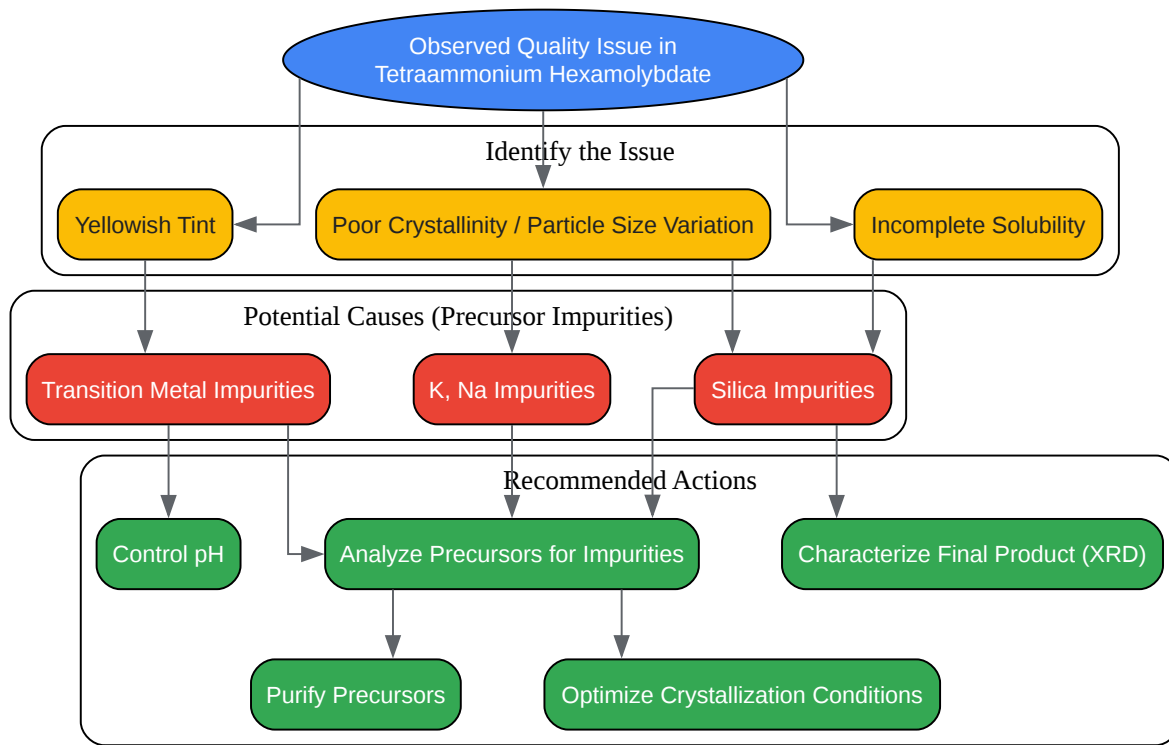 Observed Quality Issue in
Tetraammonium Hexamolybdate
Identify the Issue
Yellowish Tint
Poor Crystallinity / Particle Size Variation
Incomplete Solubility
Potential Causes (Precursor Impurities)
Transition Metal Impurities
K, Na Impurities
Silica Impurities
Recommended Actions
Control pH
Analyze Precursors for Impurities
Characterize Final Product (XRD)
Purify Precursors
Optimize Crystallization Conditions